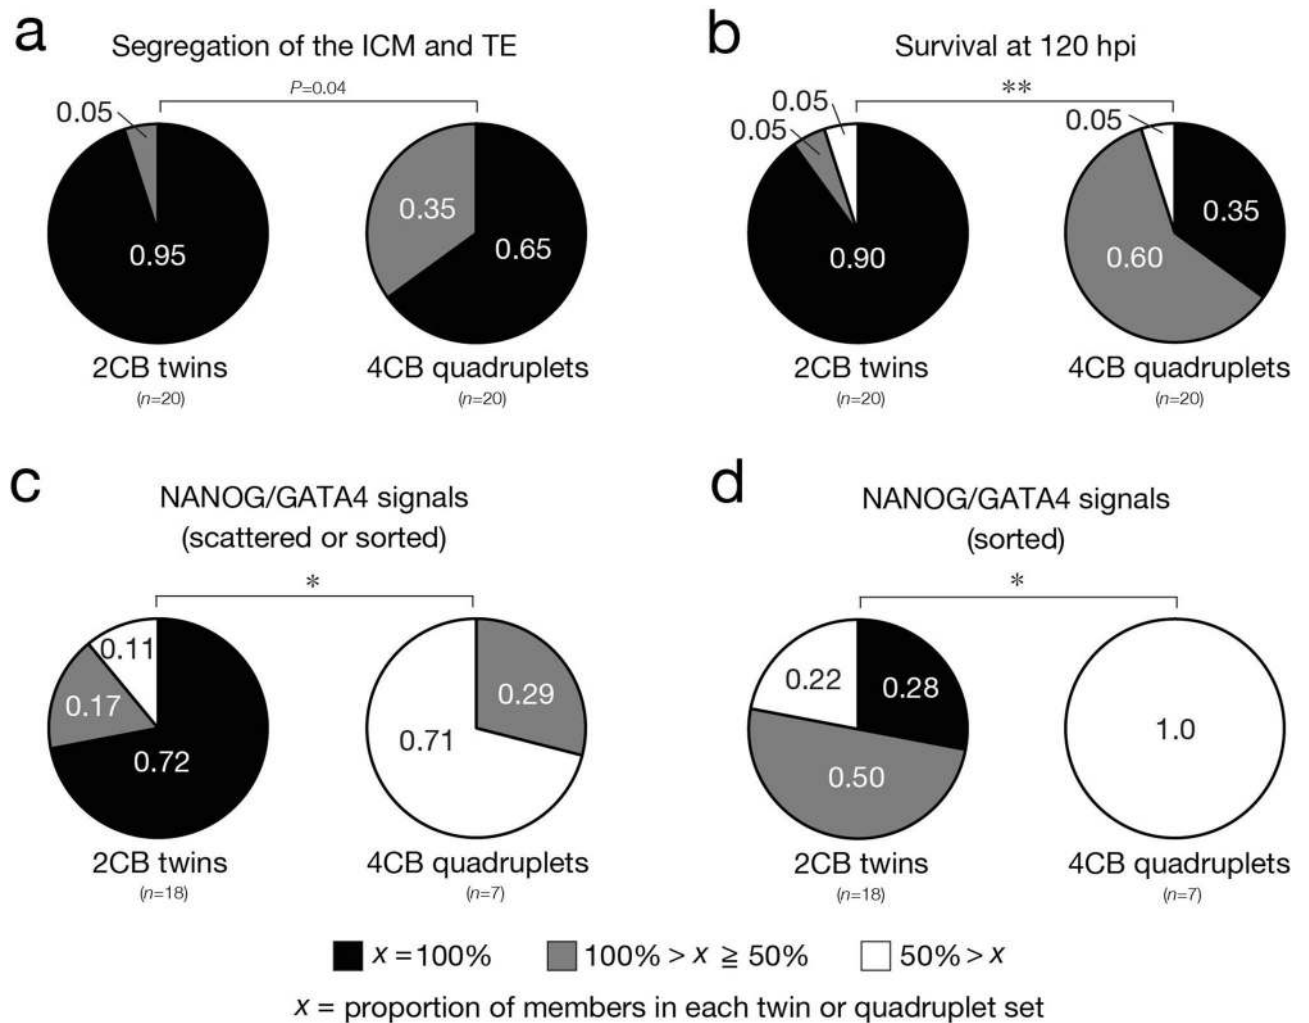 a
Segregation of the ICM and TE
P=0.04
0.05
0.95
0.35
0.65
2CB twins
(n=20)
4CB quadruplets
(n=20)
b
Survival at 120 hpi
**
0.05
0.05
0.90
0.05
0.35
0.60
2CB twins
(n=20)
4CB quadruplets
(n=20)
c
NANOG/GATA4 signals
(scattered or sorted)
*
0.11
0.17
0.72
0.29
0.71
2CB twins
(n=18)
4CB quadruplets
(n=7)
d
NANOG/GATA4 signals
(sorted)
*
0.22
0.28
0.50
1.0
2CB twins
(n=18)
4CB quadruplets
(n=7)
x = 100%
100% > x ≧ 50%
50% > x
x = proportion of members in each twin or quadruplet set